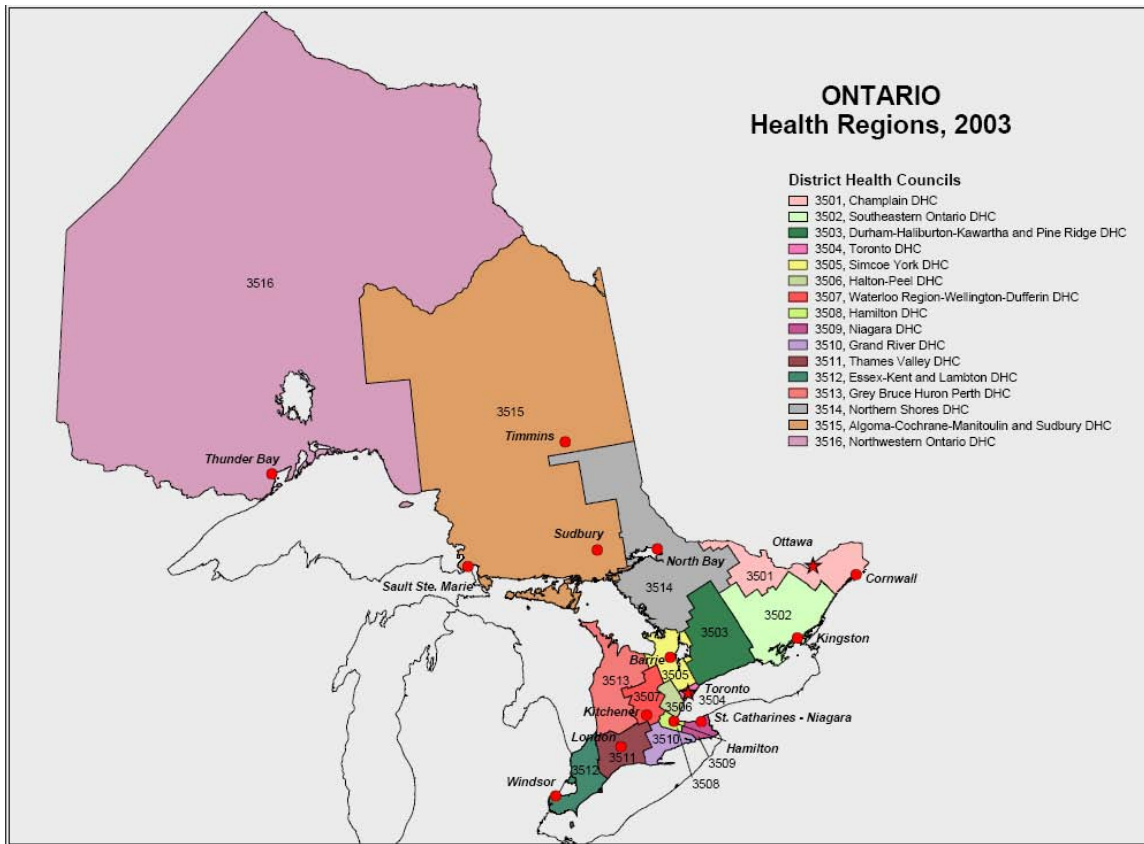 ONTARIO
Health Regions, 2003
District Health Councils
3501, Champlain DHC
3502, Southeastern Ontario DHC
3503, Durham-Haliburton-Kawartha and Pine Ridge DHC
3504, Toronto DHC
3505, Simcoe York DHC
3506, Halton-Peel DHC
3507, Waterloo Region-Wellington-Dufferin DHC
3508, Hamilton DHC
3509, Niagara DHC
3510, Grand River DHC
3511, Thames Valley DHC
3512, Essex-Kent and Lambton DHC
3513, Grey Bruce Huron Perth DHC
3514, Northern Shores DHC
3515, Algoma-Cochrane-Manitoulin and Sudbury DHC
3516, Northwestern Ontario DHC
3516
3515
Timmins
Thunder Bay
Sudbury
Ottawa
North Bay
3501
Cornwall
Sault Ste. Marie
3514
3502
3503
Kingston
Barrie
3505
3513
Toronto
3507
3504
3506
Kitchener
St. Catharines - Niagara
London
3510
Hamilton
3511
3509
3512
3508
Windsor